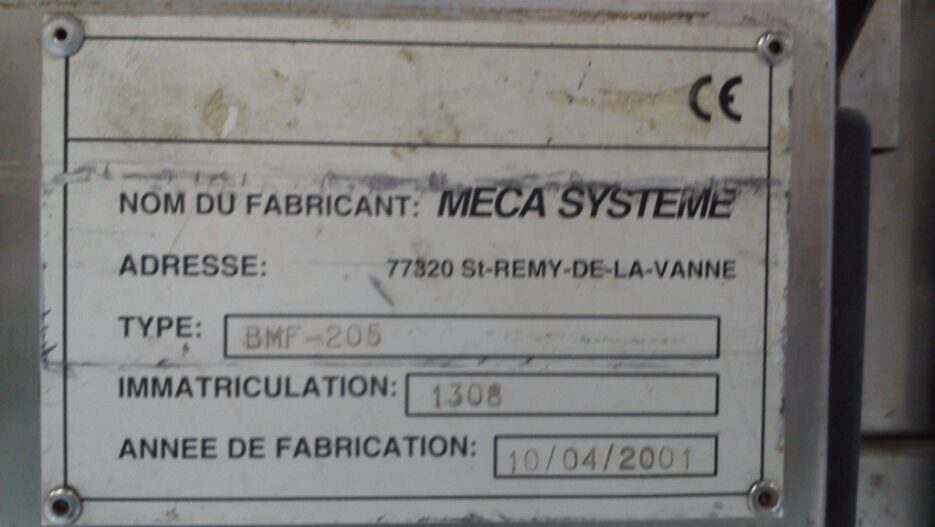 CE
NOM DU FABRICANT: MECA SYSTEME
ADRESSE: 77320 St-REMY-DE-LA-VANNE
TYPE: BMF-205
IMMATRICULATION: 1308
ANNEE DE FABRICATION: 10/04/2001